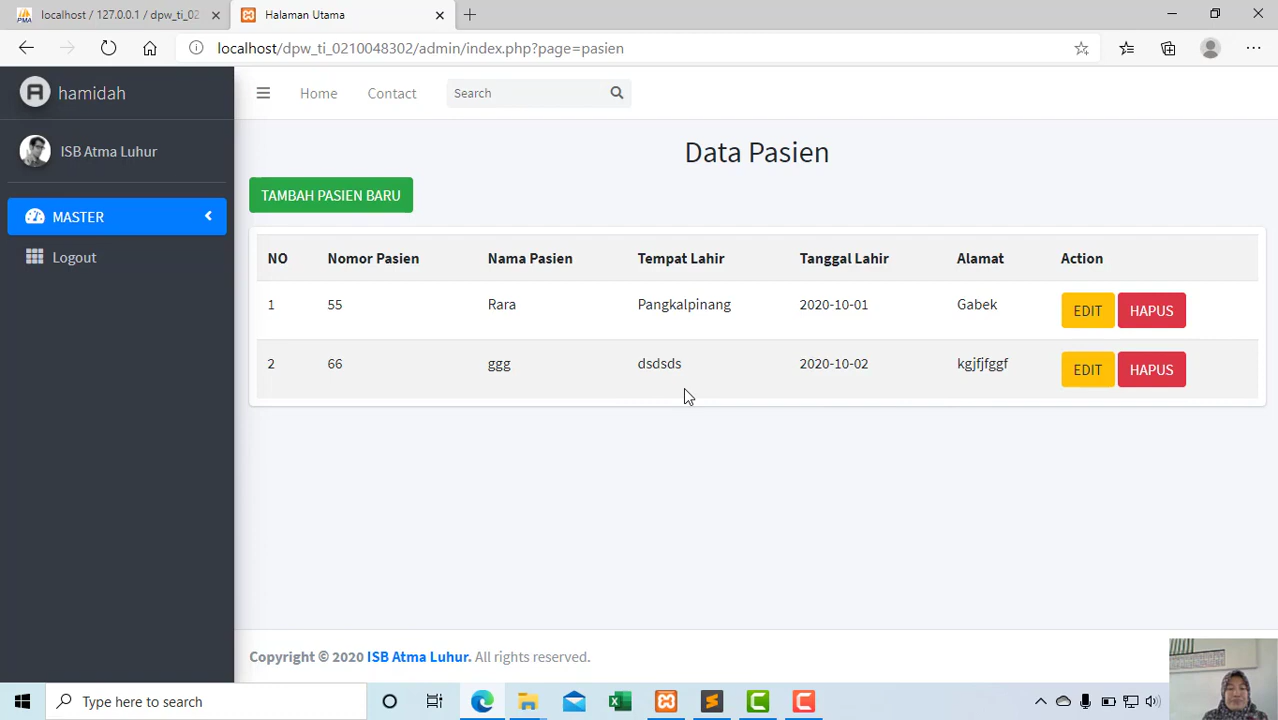 localhost / 127.0.0.1 / dpw_ti_02
Halaman Utama
localhost/dpw_ti_0210048302/admin/index.php?page=pasien
hamidah
Home
Contact
Search
ISB Atma Luhur
MASTER
Logout
Data Pasien
TAMBAH PASIEN BARU
NO Nomor Pasien Nama Pasien Tempat Lahir Tanggal Lahir Alamat Action
1 55 Rara Pangkalpinang 2020-10-01 Gabek EDIT HAPUS
2 66 ggg dsdsds 2020-10-02 kgjfjfggf EDIT HAPUS
Copyright © 2020 ISB Atma Luhur. All rights reserved.
Type here to search